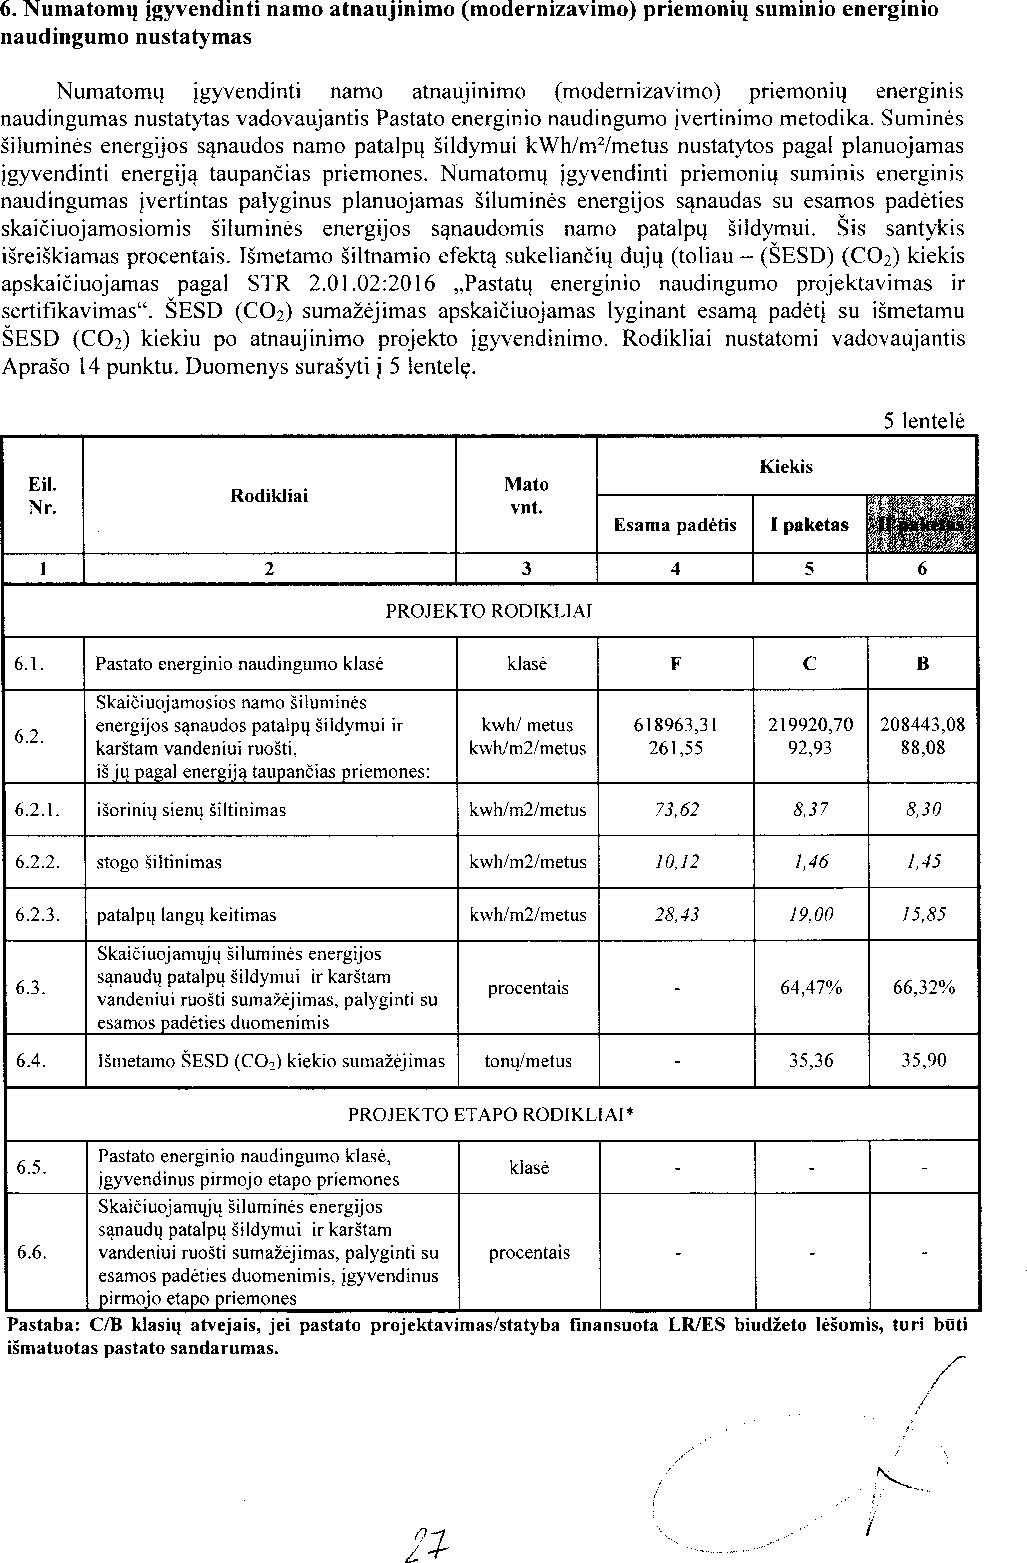 6. Numatomų įgyvendinti namo atnaujinimo (modernizavimo) priemonių suminio energinio
naudingumo nustatymas
Numatomų įgyvendinti namo atnaujinimo (modernizavimo) priemonių energinis
naudingumas nustatytas vadovaujantis Pastato energinio naudingumo įvertinimo metodika. Suminės
šiluminės energijos sąnaudos namo patalpų šildymui kWh/m²/metus nustatytos pagal planuojamas
įgyvendinti energiją taupančias priemones. Numatomų įgyvendinti priemonių suminis energinis
naudingumas įvertintas palyginus planuojamas šiluminės energijos sąnaudas su esamos padėties
skaičiuojamosiomis šiluminės energijos sąnaudomis namo patalpų šildymui. Šis santykis
išreiškiamas procentais. Išmetamo šiltnamio efektą sukeliančių dujų (toliau – (ŠESD) (CO₂) kiekis
apskaičiuojamas pagal STR 2.01.02:2016 „Pastatų energinio naudingumo projektavimas ir
sertifikavimas“. ŠESD (CO₂) sumažėjimas apskaičiuojamas lyginant esamą padėtį su išmetamu
ŠESD (CO₂) kiekiu po atnaujinimo projekto įgyvendinimo. Rodikliai nustatomi vadovaujantis
Aprašo 14 punktu. Duomenys surašyti į 5 lentelę.
5 lentelė
Eil. Nr. Rodikliai Mato vnt. Kiekis
Esama padėtis I paketas II paketas
1 2 3 4 5 6
PROJEKTO RODIKLIAI
6.1. Pastato energinio naudingumo klasė klasė F C B
Skaičiuojamosios namo šiluminės
6.2. energijos sąnaudos patalpų šildymui ir kwh/ metus 618963,31 219920,70 208443,08
karštam vandeniui ruošti, kwh/m2/metus 261,55 92,93 88,08
iš jų pagal energiją taupančias priemones:
6.2.1. išorinių sienų šiltinimas kwh/m2/metus 73,62 8,37 8,30
6.2.2. stogo šiltinimas kwh/m2/metus 10,12 1,46 1,45
6.2.3. patalpų langų keitimas kwh/m2/metus 28,43 19,00 15,85
Skaičiuojamųjų šiluminės energijos
6.3. sąnaudų patalpų šildymui ir karštam procentais - 64,47% 66,32%
vandeniui ruošti sumažėjimas, palyginti su
esamos padėties duomenimis
6.4. Išmetamo ŠESD (CO₂) kiekio sumažėjimas tonų/metus - 35,36 35,90
PROJEKTO ETAPO RODIKLIAI*
6.5. Pastato energinio naudingumo klasė, klasė - - -
įgyvendinus pirmojo etapo priemones
Skaičiuojamųjų šiluminės energijos
sąnaudų patalpų šildymui ir karštam
6.6. vandeniui ruošti sumažėjimas, palyginti su procentais - - -
esamos padėties duomenimis, įgyvendinus
pirmojo etapo priemones
Pastaba: C/B klasių atvejais, jei pastato projektavimas/statyba finansuota LR/ES biudžeto lėšomis, turi būti
išmatuotas pastato sandarumas.
27